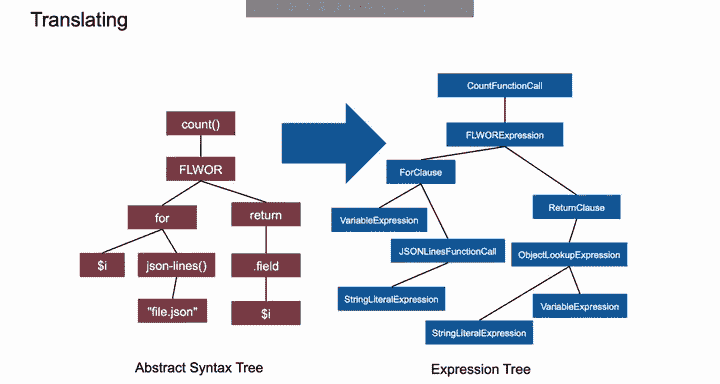 Translating
count()
FLWOR
for
return
$i
json-lines()
.field
"file.json"
$i
Abstract Syntax Tree
CountFunctionCall
FLWORExpression
ForClause
ReturnClause
VariableExpression
JSONLinesFunctionCall
ObjectLookupExpression
StringLiteralExpression
VariableExpression
StringLiteralExpression
Expression Tree